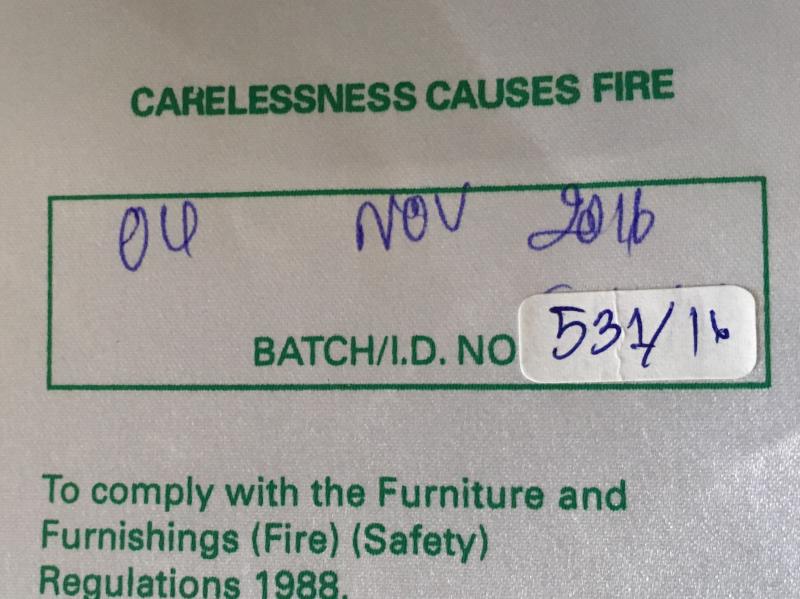 CARELESSNESS CAUSES FIRE
04 NOV 2016
BATCH/I.D. NO 531/16
To comply with the Furniture and
Furnishings (Fire) (Safety)
Regulations 1988.